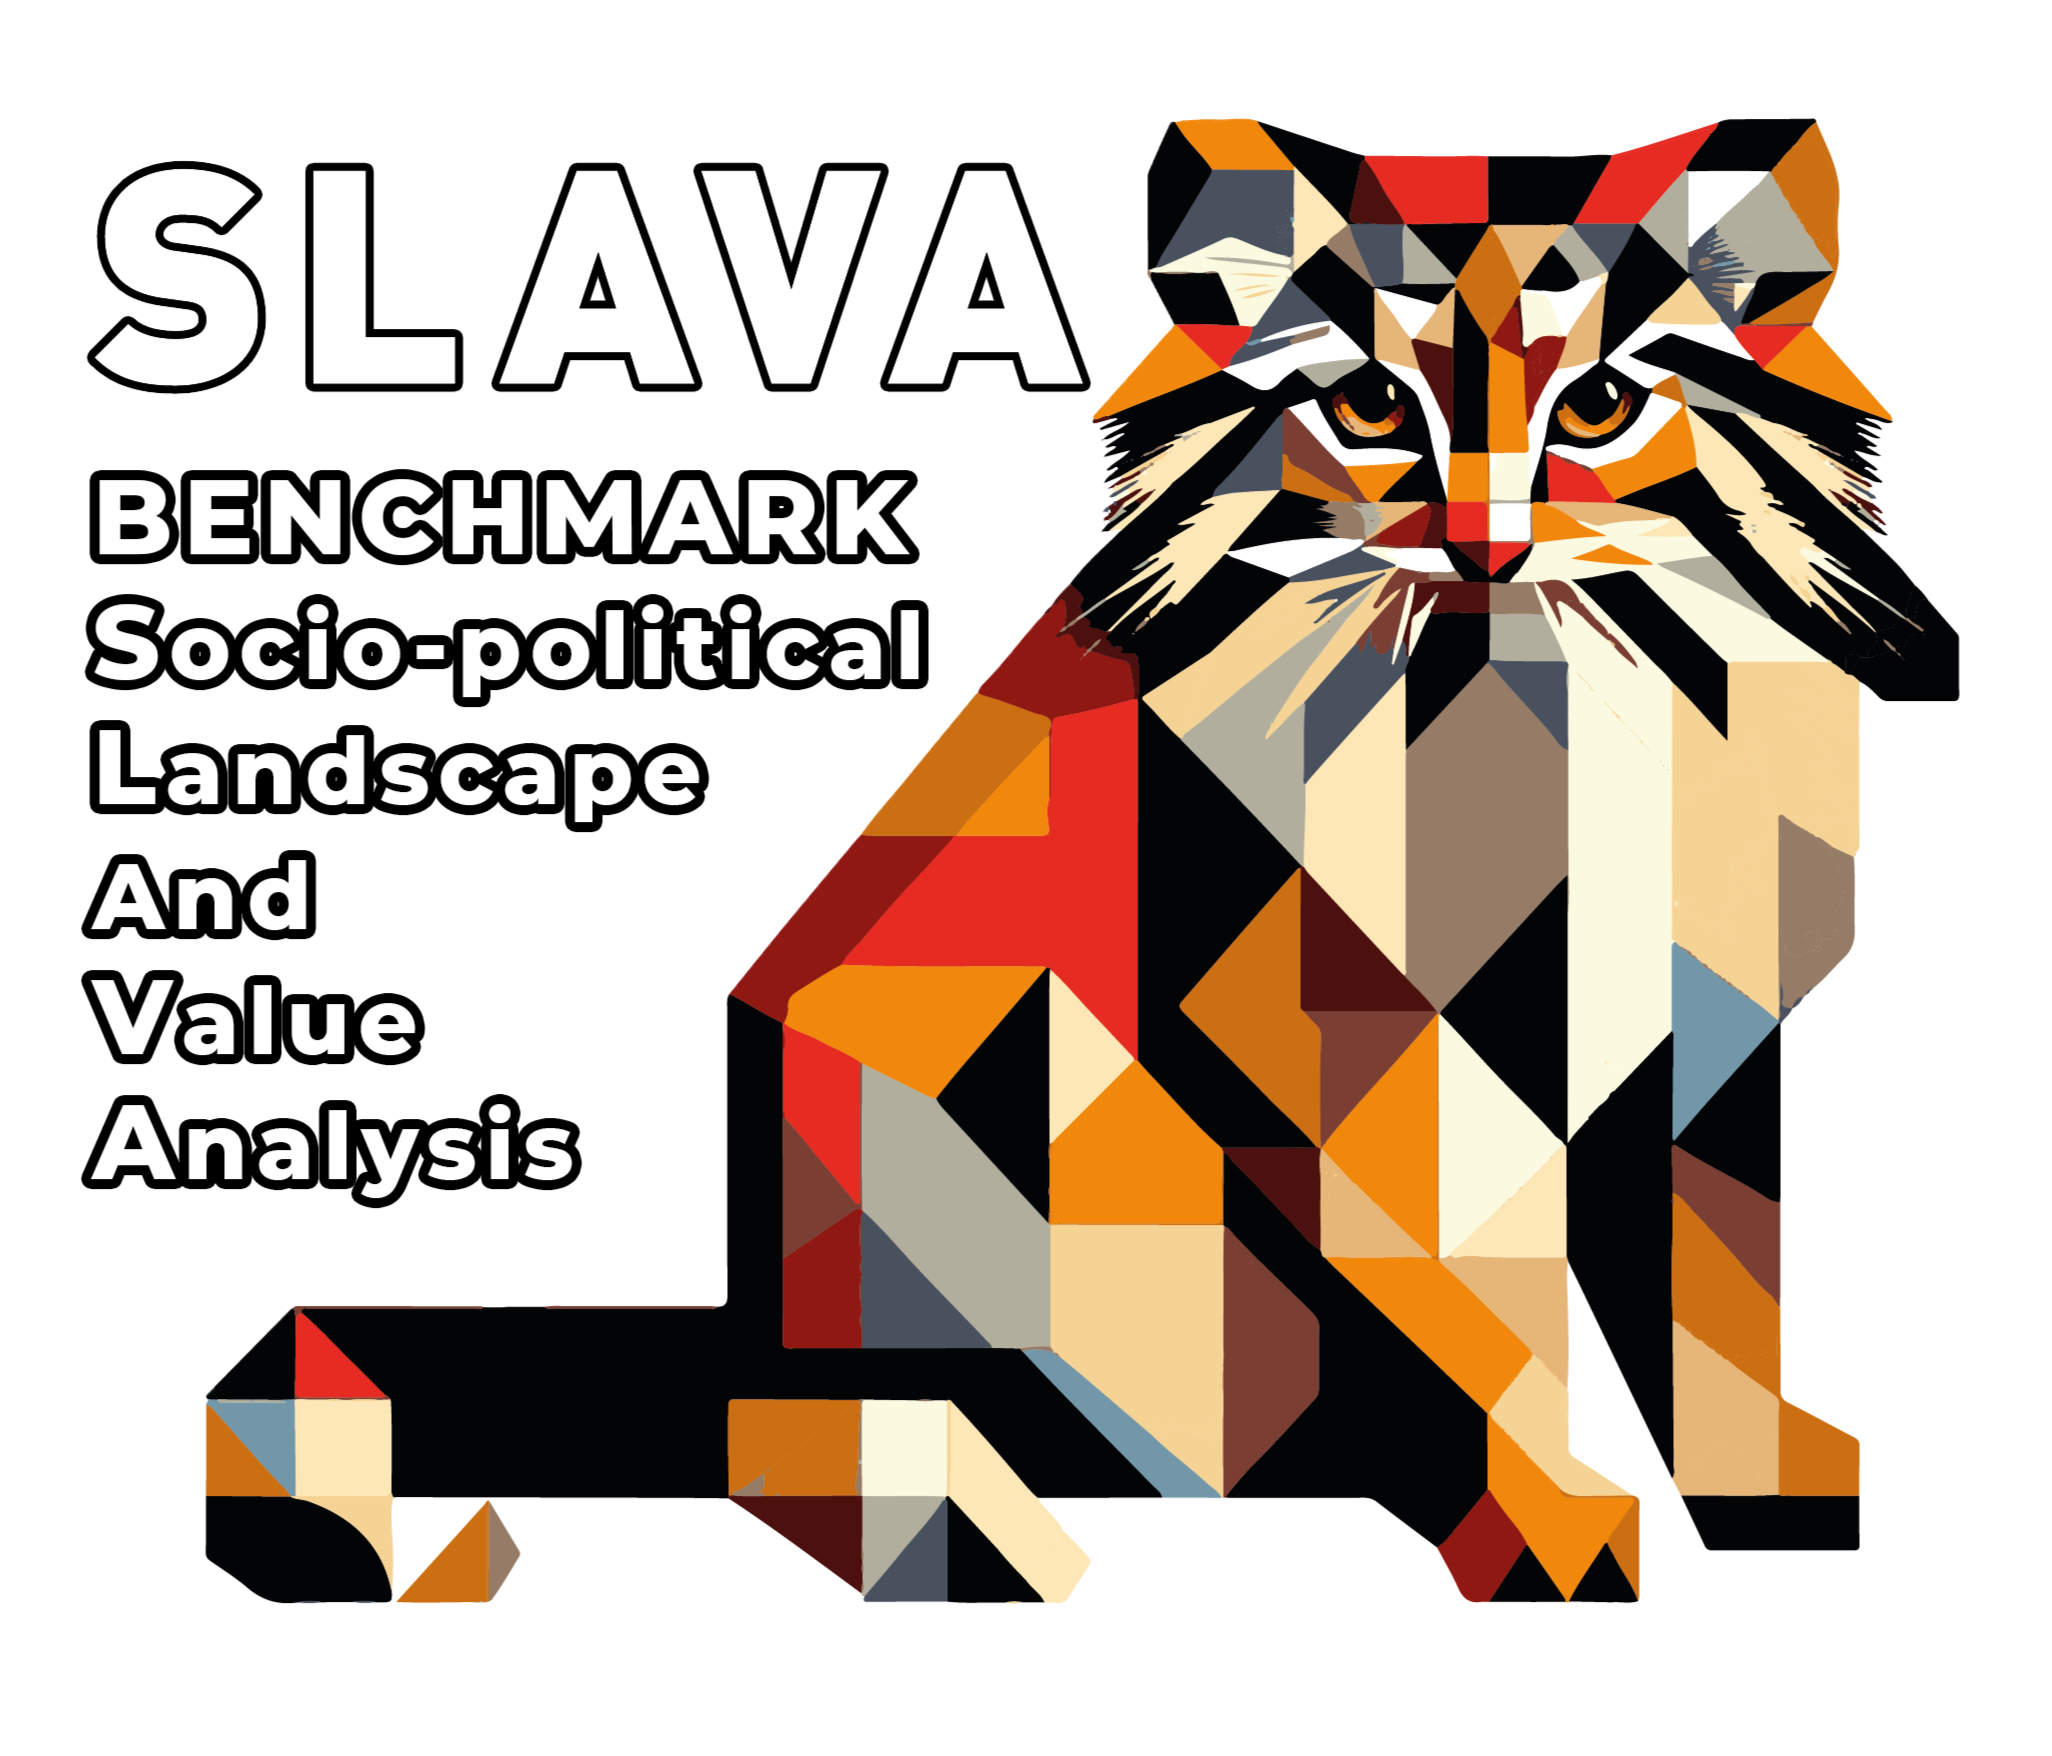 SLAVA
BENCHMARK
Socio-political
Landscape
And
Value
Analysis